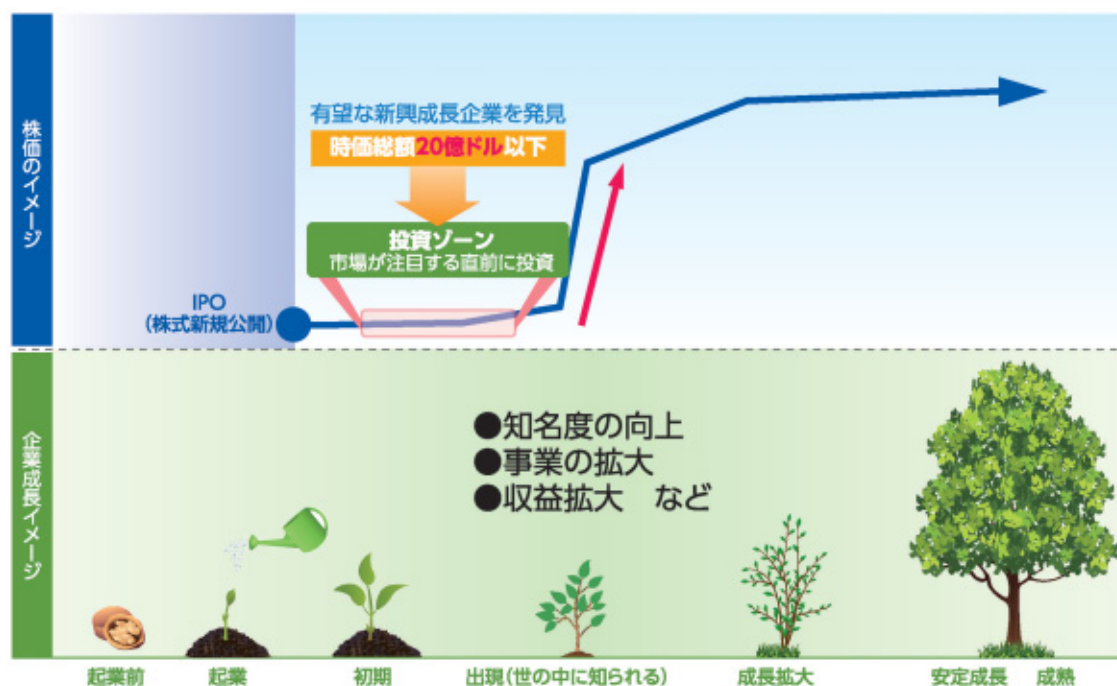 株価のイメージ
有望な新興成長企業を発見
時価総額20億ドル以下
投資ゾーン
市場が注目する直前に投資
IPO
(株式新規公開)
企業成長イメージ
●知名度の向上
●事業の拡大
●収益拡大　など
起業前
起業
初期
出現(世の中に知られる)
成長拡大
安定成長
成熟